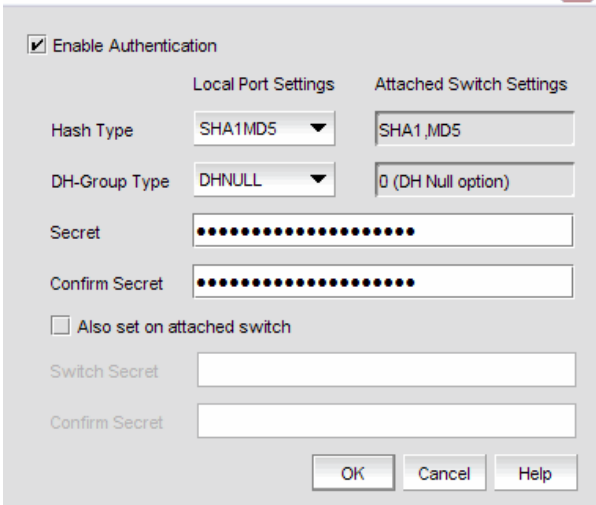 Enable Authentication
Local Port Settings Attached Switch Settings
Hash Type SHA1MD5 SHA1,MD5
DH-Group Type DHNULL 0 (DH Null option)
Secret ••••••••••••••••••••
Confirm Secret ••••••••••••••••••••
Also set on attached switch
Switch Secret
Confirm Secret
OK Cancel Help